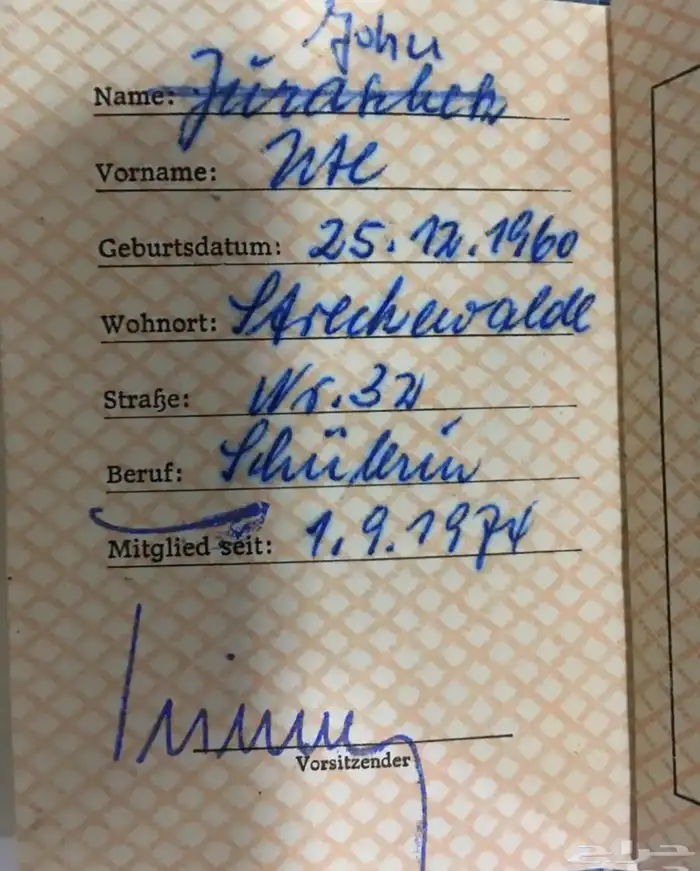 John
Name:
Vorname: Ute
Geburtsdatum: 25.12.1960
Wohnort: Streckewalde
Straße: Nr. 32
Beruf: Schülerin
Mitglied seit: 1.9.1974
Vorsitzender
حراج